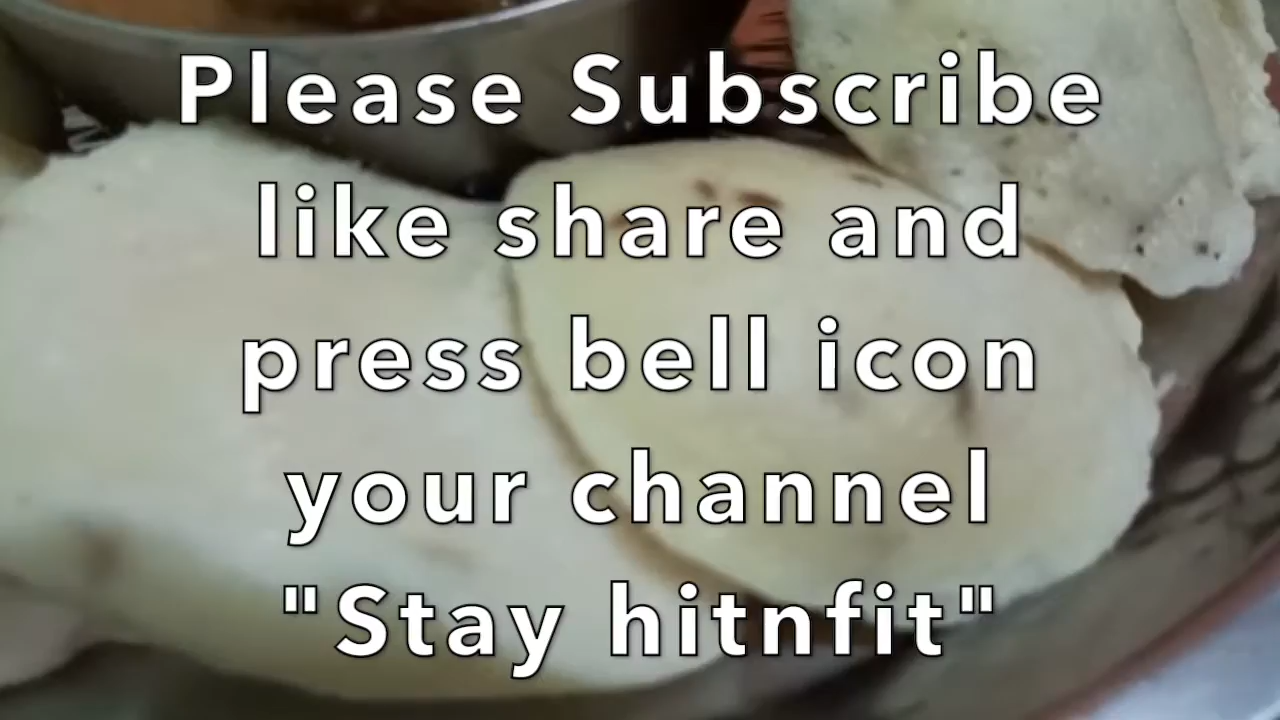 Please Subscribe
like share and
press bell icon
your channel
"Stay hitnfit"